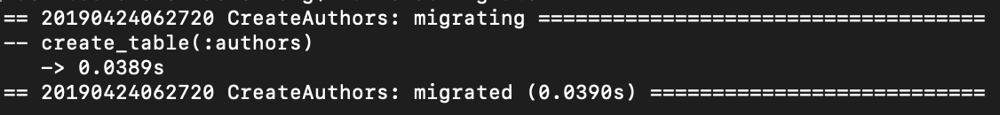 == 20190424062720 CreateAuthors: migrating ====================================
-- create_table(:authors)
   -> 0.0389s
== 20190424062720 CreateAuthors: migrated (0.0390s) ===========================